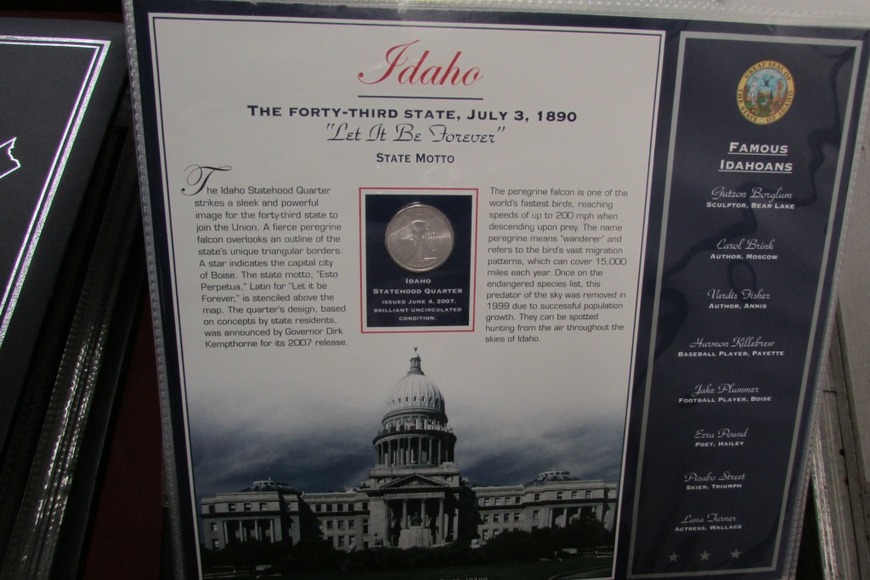 Idaho
THE FORTY-THIRD STATE, JULY 3, 1890
"Let It Be Forever"
STATE MOTTO
The Idaho Statehood Quarter
strikes a sleek and powerful
image for the forty-third state to
join the Union. A fierce peregrine
falcon overlooks an outline of the
state's unique triangular borders.
A star indicates the capital city
of Boise. The state motto, "Esto
Perpetua," Latin for "Let it be
Forever," is stenciled above the
map. The quarter's design, based
on concepts by state residents,
was announced by Governor Dirk
Kempthorne for its 2007 release.
IDAHO
STATEHOOD QUARTER
ISSUED JUNE 4, 2007.
BRILLIANT UNCIRCULATED
CONDITION.
The peregrine falcon is one of the
world's fastest birds, reaching
speeds of up to 200 mph when
descending upon prey. The name
peregrine means "wanderer" and
refers to the bird's vast migration
patterns, which can cover 15,000
miles each year. Once on the
endangered species list, this
predator of the sky was removed in
1999 due to successful population
growth. They can be spotted
hunting from the air throughout the
skies of Idaho.
GREAT SEAL OF
THE STATE OF IDAHO
FAMOUS
IDAHOANS
Gutzon Borglum
SCULPTOR, BEAR LAKE
Carol Brink
AUTHOR, MOSCOW
Vardis Fisher
AUTHOR, ANNIS
Harmon Killebrew
BASEBALL PLAYER, PAYETTE
Jake Plummer
FOOTBALL PLAYER, BOISE
Ezra Pound
POET, HAILEY
Picabo Street
SKIER, TRIUMPH
Lana Turner
ACTRESS, WALLACE